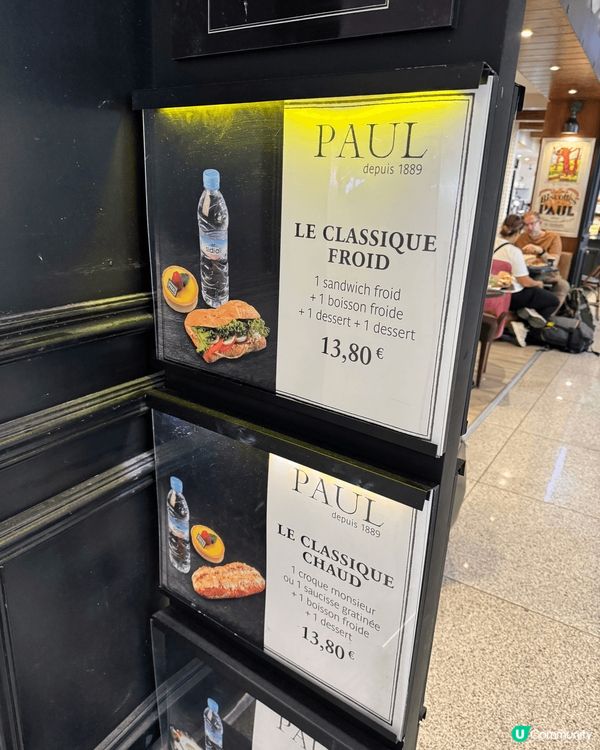 PAUL
depuis 1889
LE CLASSIQUE
FROID
1 sandwich froid
+ 1 boisson froide
+ 1 dessert + 1 dessert
13,80 €
PAUL
depuis 1889
LE CLASSIQUE
CHAUD
1 croque monsieur
ou 1 saucisse gratinée
+ 1 boisson froide
+ 1 dessert
13,80 €
PAUL
Biscotte
PAUL
U Community